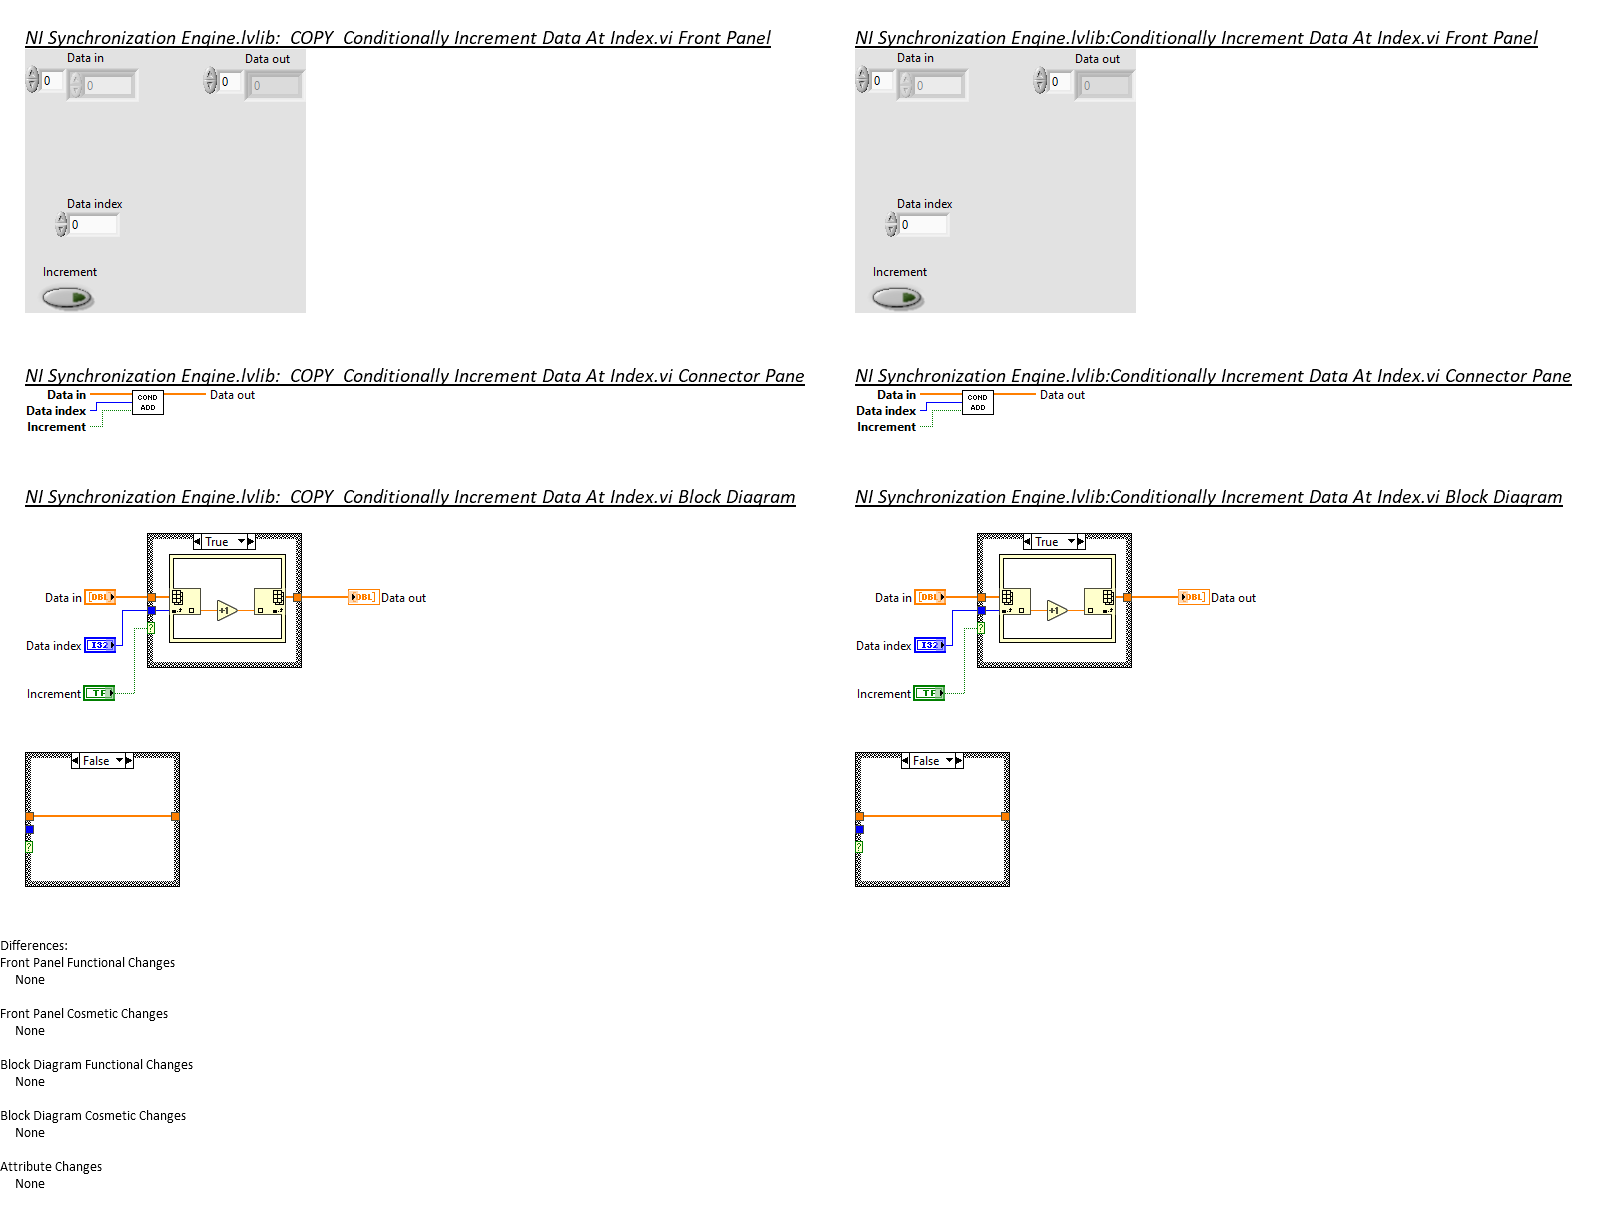 NI Synchronization Engine.lvlib:  COPY  Conditionally Increment Data At Index.vi Front Panel
Data in
Data out
0
0
0
0
Data index
0
Increment
NI Synchronization Engine.lvlib:Conditionally Increment Data At Index.vi Front Panel
Data in
Data out
0
0
0
0
Data index
0
Increment
NI Synchronization Engine.lvlib:  COPY  Conditionally Increment Data At Index.vi Connector Pane
Data in
Data index
Increment
COND
ADD
Data out
NI Synchronization Engine.lvlib:Conditionally Increment Data At Index.vi Connector Pane
Data in
Data index
Increment
COND
ADD
Data out
NI Synchronization Engine.lvlib:  COPY  Conditionally Increment Data At Index.vi Block Diagram
True
Data in
[DBL]
+1
[DBL]
Data out
Data index
I32
?
Increment
TF
False
?
NI Synchronization Engine.lvlib:Conditionally Increment Data At Index.vi Block Diagram
True
Data in
[DBL]
+1
[DBL]
Data out
Data index
I32
?
Increment
TF
False
?
Differences:
Front Panel Functional Changes
None
Front Panel Cosmetic Changes
None
Block Diagram Functional Changes
None
Block Diagram Cosmetic Changes
None
Attribute Changes
None